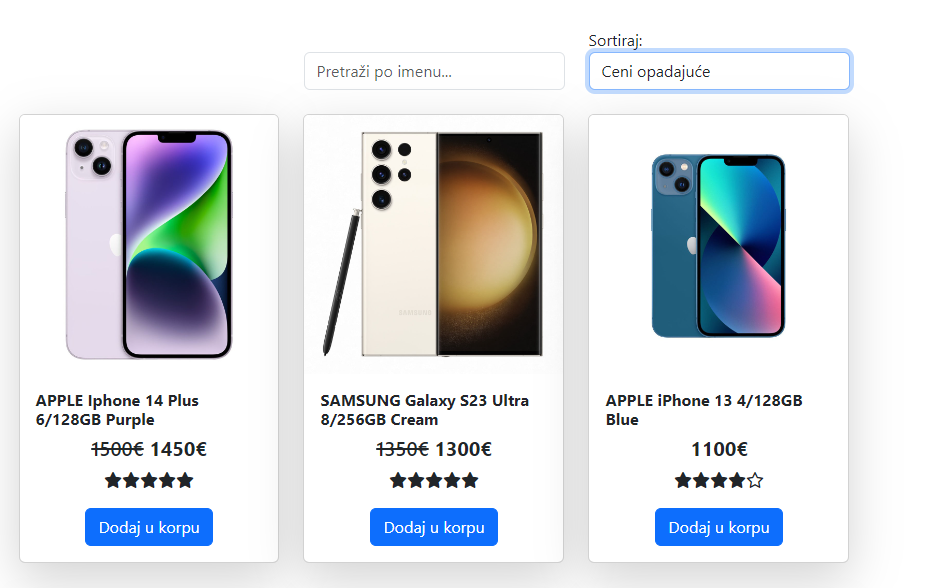 Sortiraj:
Pretraži po imenu...
Ceni opadajuće
APPLE Iphone 14 Plus
6/128GB Purple
1500€ 1450€
Dodaj u korpu
SAMSUNG
SAMSUNG Galaxy S23 Ultra
8/256GB Cream
1350€ 1300€
Dodaj u korpu
APPLE iPhone 13 4/128GB
Blue
1100€
Dodaj u korpu